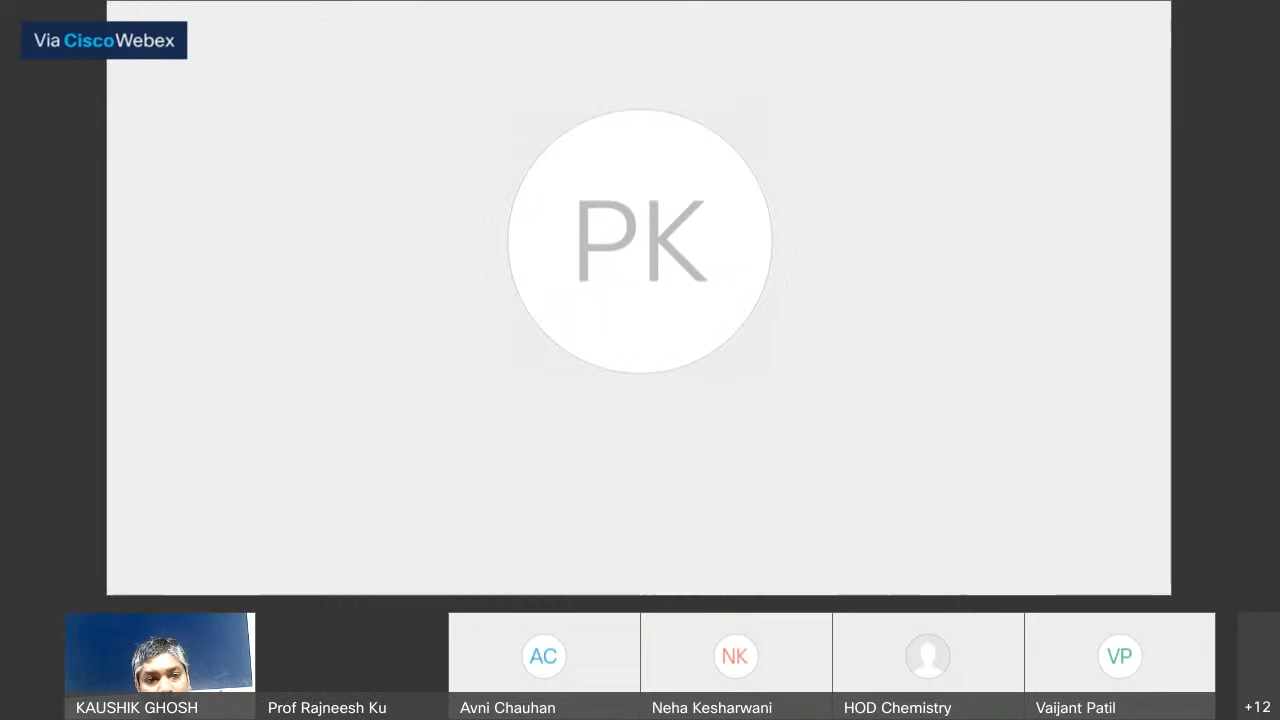 Via CiscoWebex
PK
AC
NK
VP
KAUSHIK GHOSH
Prof Rajneesh Ku
Avni Chauhan
Neha Kesharwani
HOD Chemistry
Vaijant Patil
+12